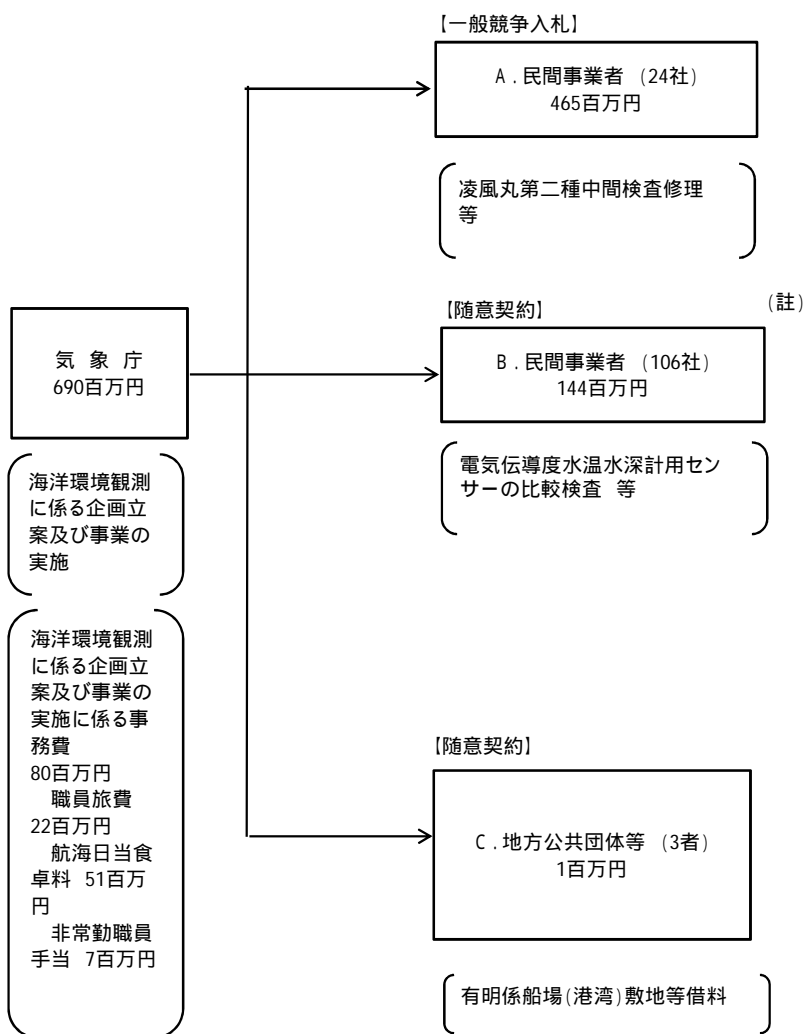 【一般競争入札】
A．民間事業者 (24社)
465百万円
凌風丸第二種中間検査修理
等
【随意契約】
(註)
B．民間事業者 (106社)
144百万円
電気伝導度水温水深計用セン
サーの比較検査 等
気 象 庁
690百万円
海洋環境観測
に係る企画立
案及び事業の
実施
海洋環境観測
に係る企画立
案及び事業の
実施に係る事
務費
80百万円
　職員旅費
22百万円
　航海日当食
卓料 51百万
円
　非常勤職員
手当 7百万円
【随意契約】
C．地方公共団体等 (3者)
1百万円
有明係船場(港湾)敷地等借料